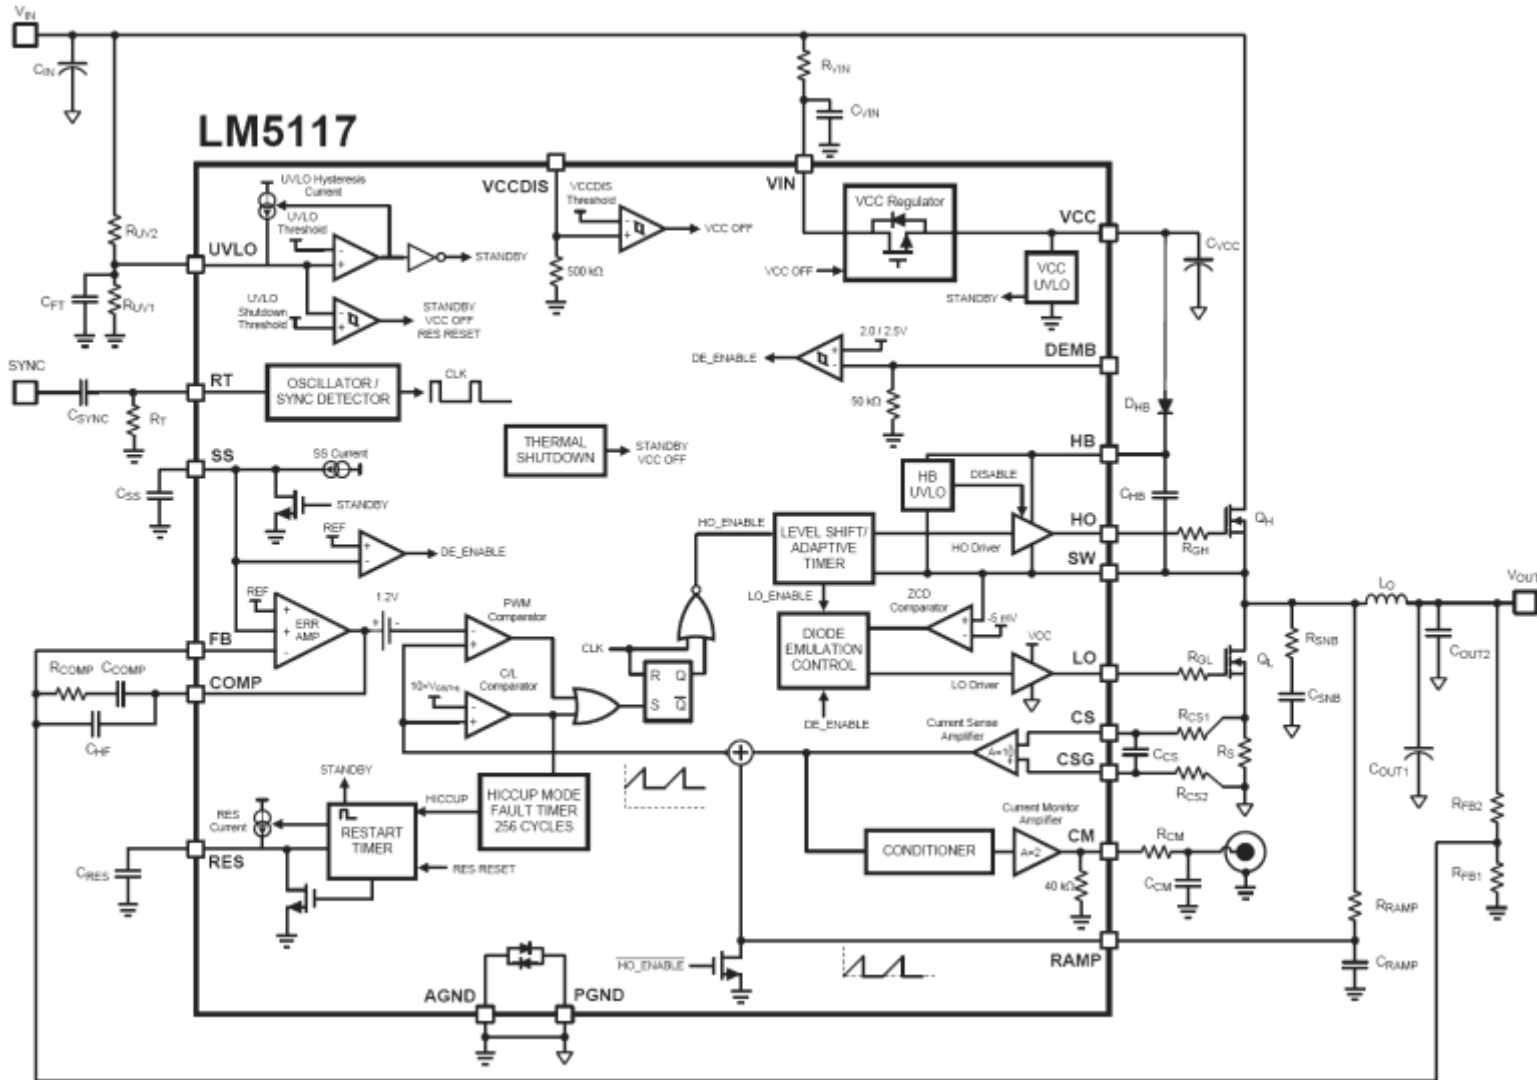 VIN
CIN
RVIN
CVIN
LM5117
VCCDIS
VIN
UVLO Hysteresis
Current
VCCDIS
Threshold
VCC Regulator
VCC
RUV2
UVLO
UVLO
Threshold
STANDBY
VCC OFF
500 kΩ
VCC OFF
VCC
UVLO
CVCC
CFT
RUV1
UVLO
Shutdown
Threshold
STANDBY
VCC OFF
RES RESET
STANDBY
2.0 / 2.5V
DEMB
DE_ENABLE
SYNC
RT
OSCILLATOR /
SYNC DETECTOR
CLK
50 kΩ
CSYNC
RT
DHB
THERMAL
SHUTDOWN
STANDBY
VCC OFF
SS
SS Current
HB
CSS
STANDBY
HB
UVLO
DISABLE
CHB
REF
DE_ENABLE
HO_ENABLE
LEVEL SHIFT/
ADAPTIVE
TIMER
HO Driver
HO
RGH
QH
SW
LO
VOUT
REF
ERR
AMP
1.2V
PWM
Comparator
LO_ENABLE
ZCD
Comparator
-5 mV
FB
CLK
DIODE
EMULATION
CONTROL
VCC
RSNB
COUT2
RCOMP
CCOMP
COMP
R
Q
S
Q
LO Driver
LO
RGL
QL
CSNB
10×VCS(TH)
C/L
Comparator
DE_ENABLE
CHF
Current Sense
Amplifier
A=10
CS
RCS1
CCS
RS
CSG
RCS2
COUT1
STANDBY
HICCUP
HICCUP MODE
FAULT TIMER
256 CYCLES
RES
Current
RESTART
TIMER
RES RESET
RES
CRES
Current Monitor
Amplifier
CONDITIONER
A=2
CM
RCM
40 kΩ
CCM
RFB2
RFB1
RRAMP
HO_ENABLE
RAMP
CRAMP
AGND
PGND